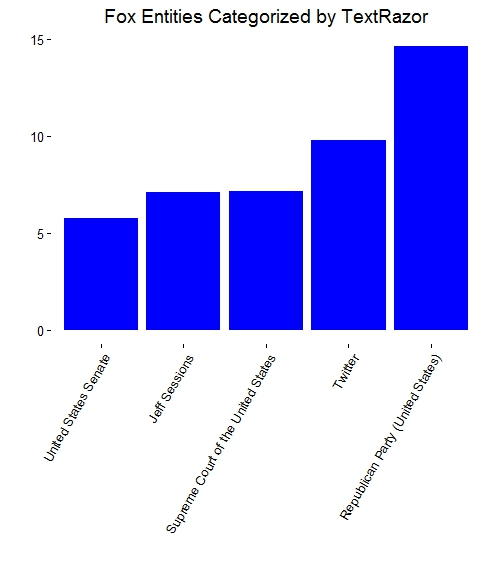 Fox Entities Categorized by TextRazor
15
10
5
0
United States Senate
Jeff Sessions
Supreme Court of the United States
Twitter
Republican Party (United States)